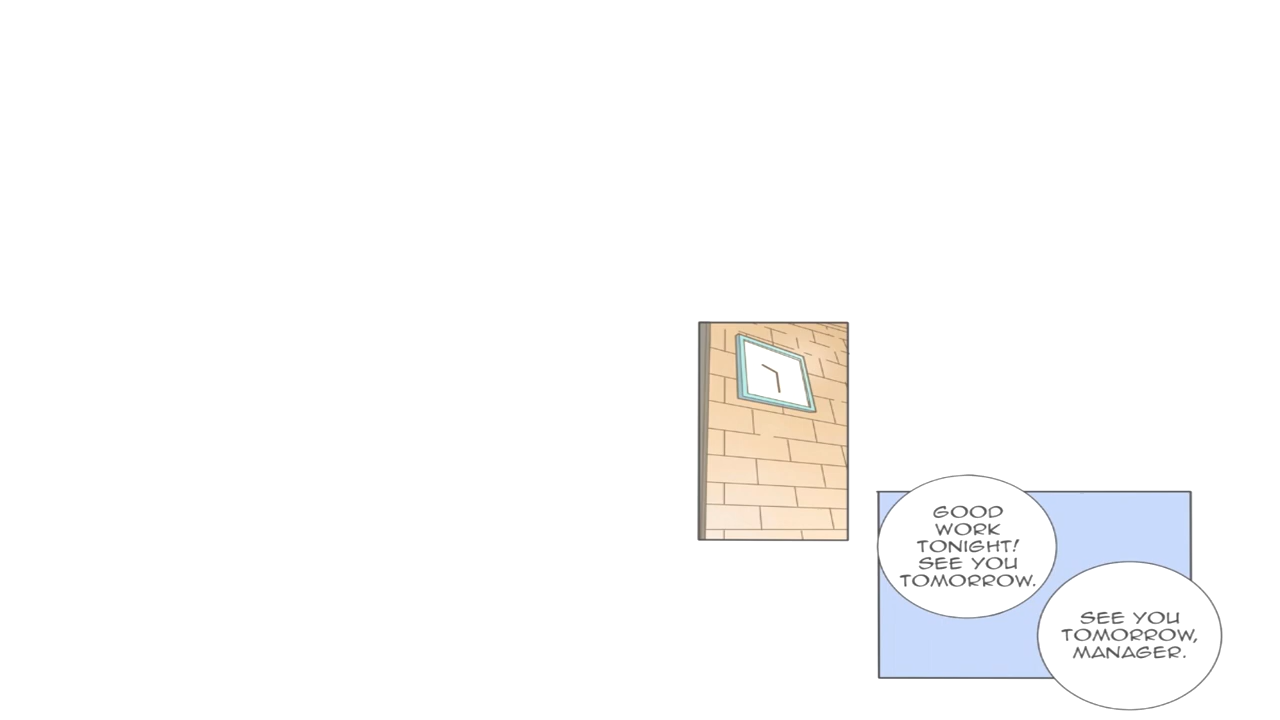 GOOD
WORK
TONIGHT!
SEE YOU
TOMORROW.
SEE YOU
TOMORROW,
MANAGER.